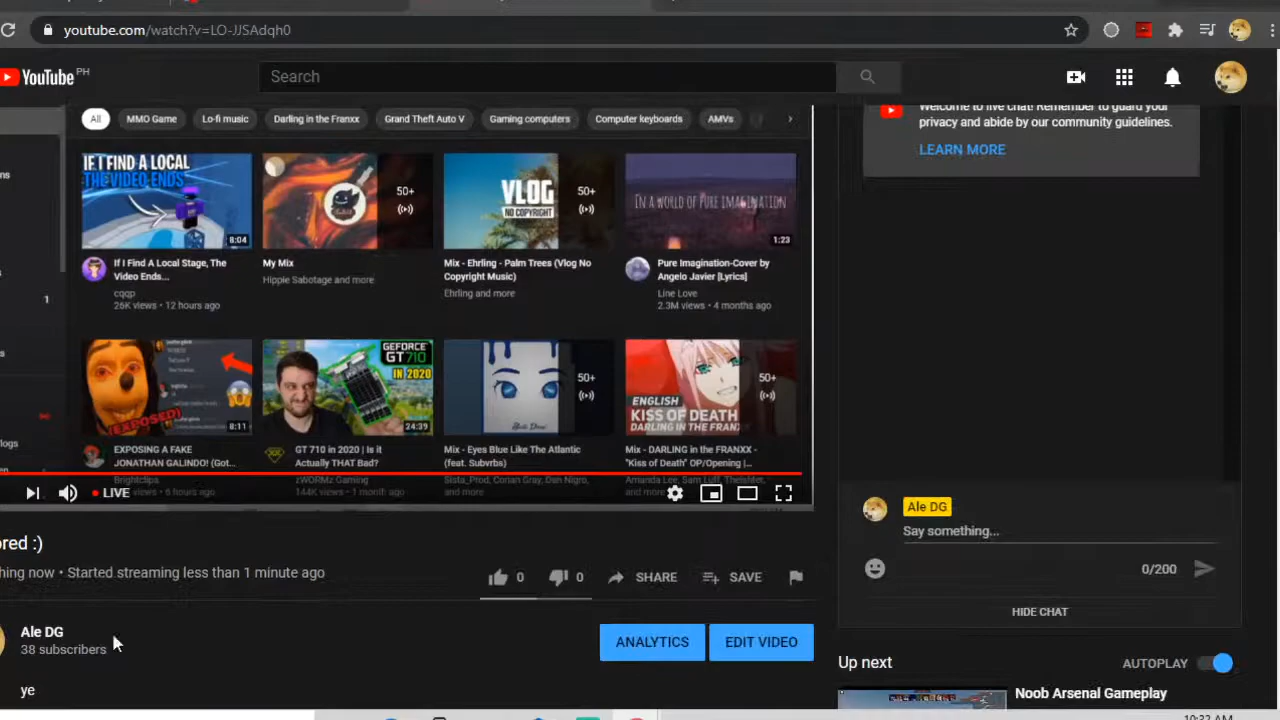 youtube.com/watch?v=LO-JJSAdqh0
YouTube PH
Search
All
MMO Game
Lo-fi music
Darling in the Franxx
Grand Theft Auto V
Gaming computers
Computer keyboards
AMVs
Welcome to live chat! Remember to guard your
privacy and abide by our community guidelines.
LEARN MORE
IF I FIND A LOCAL
THE VIDEO ENDS
8:04
50+
VLOG
NO COPYRIGHT
50+
IN A WORLD OF PURE IMAGINATION
1:23
If I Find A Local Stage, The
Video Ends...
cqqp
26K views • 12 hours ago
My Mix
Hippie Sabotage and more
Mix - Ehrling - Palm Trees (Vlog No
Copyright Music)
Ehrling and more
Pure Imagination-Cover by
Angelo Javier [Lyrics]
Line Love
2.3M views • 4 months ago
1
(EXPOSED)
8:11
GEFORCE
GT 710
IN 2020
24:39
50+
ENGLISH
KISS OF DEATH
DARLING IN THE FRANX
50+
EXPOSING A FAKE
JONATHAN GALINDO! (Got...
Brightclips
views • 6 hours ago
GT 710 in 2020 | Is it
Actually THAT Bad?
zWORMz Gaming
144K views • 1 month ago
Mix - Eyes Blue Like The Atlantic
(feat. Subvrbs)
Sista_Prod, Conan Gray, Dan Nigro,
and more
Mix - DARLING in the FRANXX -
"Kiss of Death" OP/Opening |...
Amanda Lee, Sam Luff, Theishter,
and more
LIVE
ored :)
hing now • Started streaming less than 1 minute ago
0
0
SHARE
SAVE
Ale DG
38 subscribers
ANALYTICS
EDIT VIDEO
ye
Ale DG
Say something...
0/200
HIDE CHAT
Up next
AUTOPLAY
Noob Arsenal Gameplay
10:32 AM